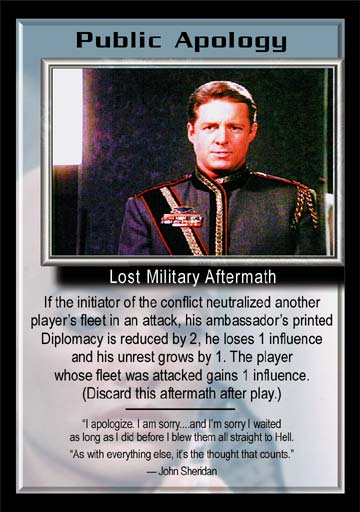 Public Apology
Lost Military Aftermath
If the initiator of the conflict neutralized another
player's fleet in an attack, his ambassador's printed
Diplomacy is reduced by 2, he loses 1 influence
and his unrest grows by 1. The player
whose fleet was attacked gains 1 influence.
(Discard this aftermath after play.)
“I apologize. I am sorry....and I'm sorry I waited
as long as I did before I blew them all straight to Hell.
“As with everything else, it's the thought that counts.”
— John Sheridan